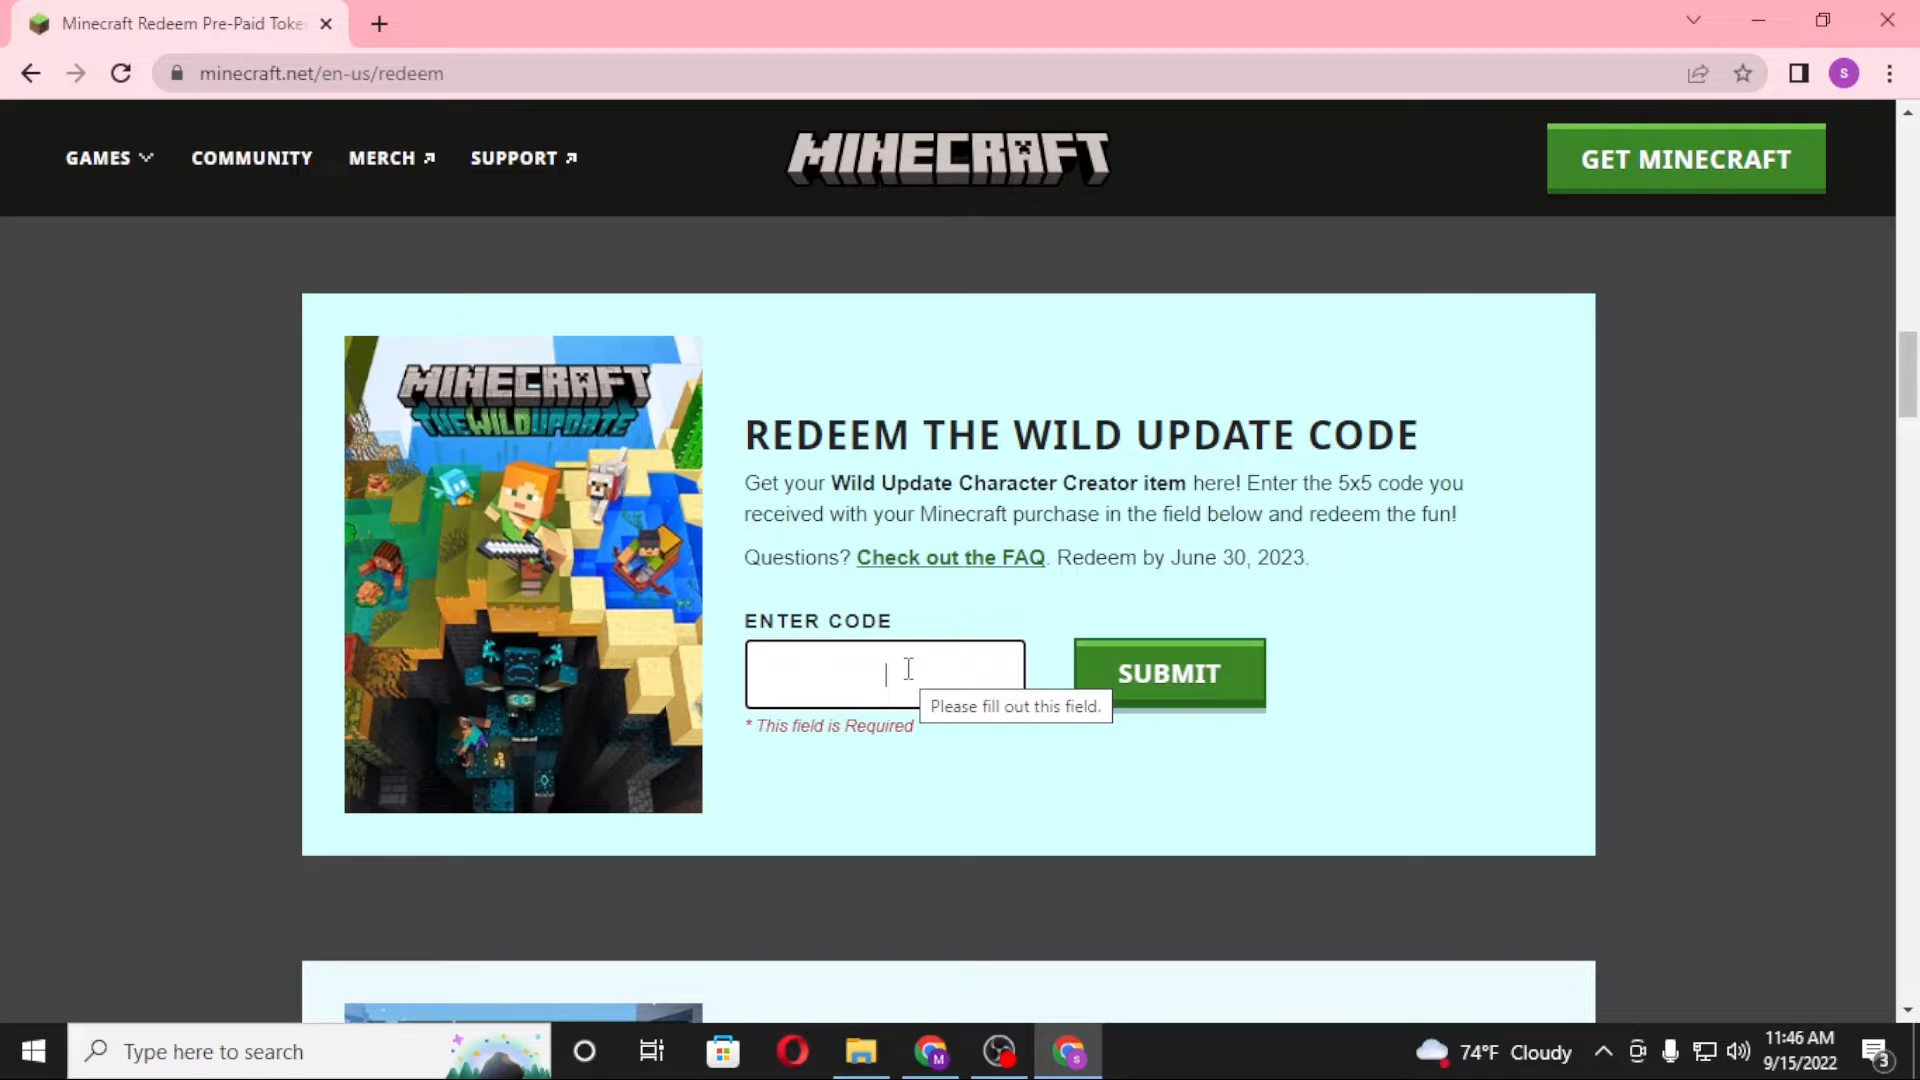 Minecraft Redeem Pre-Paid Toke
minecraft.net/en-us/redeem
S
GAMES
COMMUNITY
MERCH
SUPPORT
MINECRAFT
GET MINECRAFT
MINECRAFT
THE WILD UPDATE
REDEEM THE WILD UPDATE CODE
Get your Wild Update Character Creator item here! Enter the 5x5 code you
received with your Minecraft purchase in the field below and redeem the fun!
Questions? Check out the FAQ. Redeem by June 30, 2023.
ENTER CODE
SUBMIT
Please fill out this field.
* This field is Required
Type here to search
M
S
74°F Cloudy
11:46 AM
9/15/2022
3